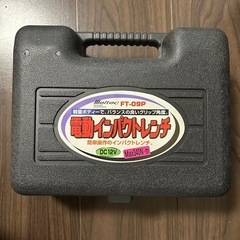 Meltec FT-09P
軽量ボディーで、バランスの良いグリップ角度。
電動インパクトレンチ
簡単操作のインパクトレンチ。
DC12V